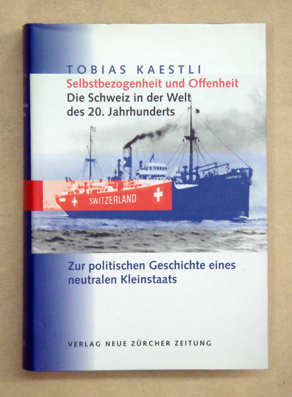 TOBIAS KAESTLI
Selbstbezogenheit und Offenheit
Die Schweiz in der Welt
des 20. Jahrhunderts
SWITZERLAND
Zur politischen Geschichte eines
neutralen Kleinstaats
VERLAG NEUE ZÜRCHER ZEITUNG